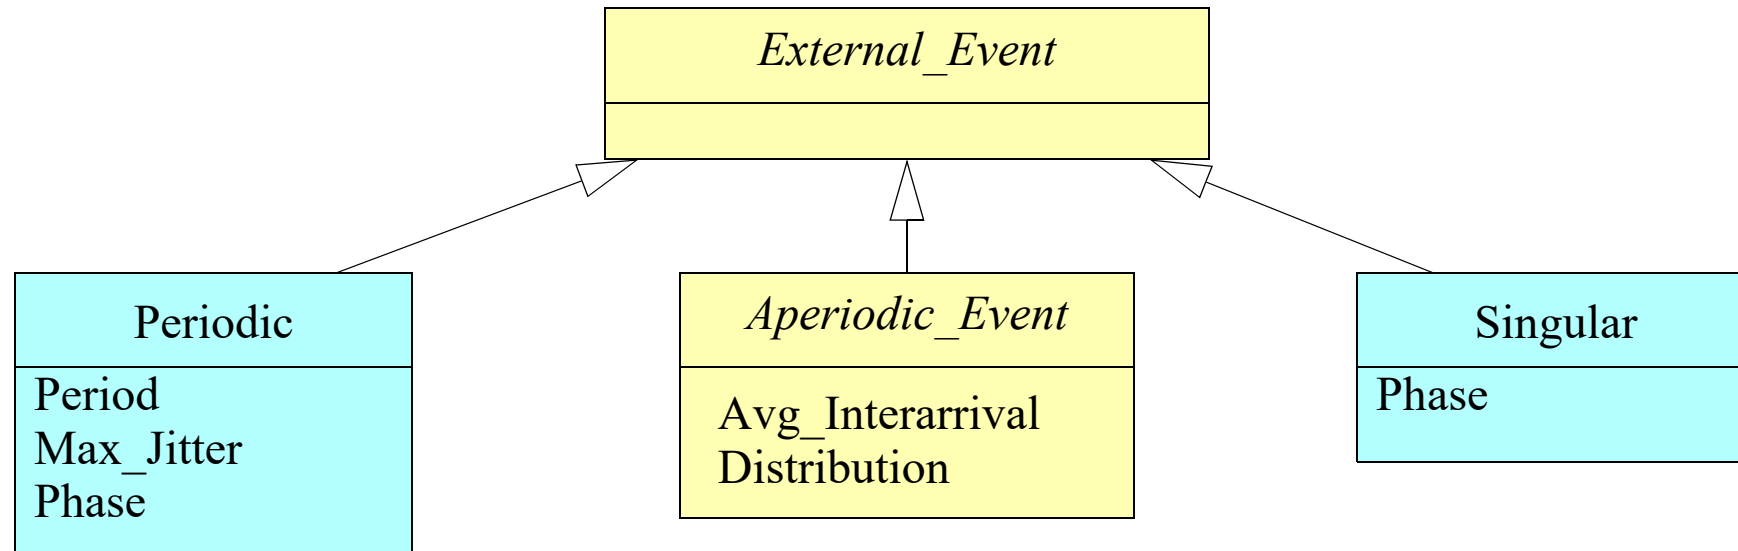 External_Event
Periodic
Period
Max_Jitter
Phase
Aperiodic_Event
Avg_Interarrival
Distribution
Singular
Phase